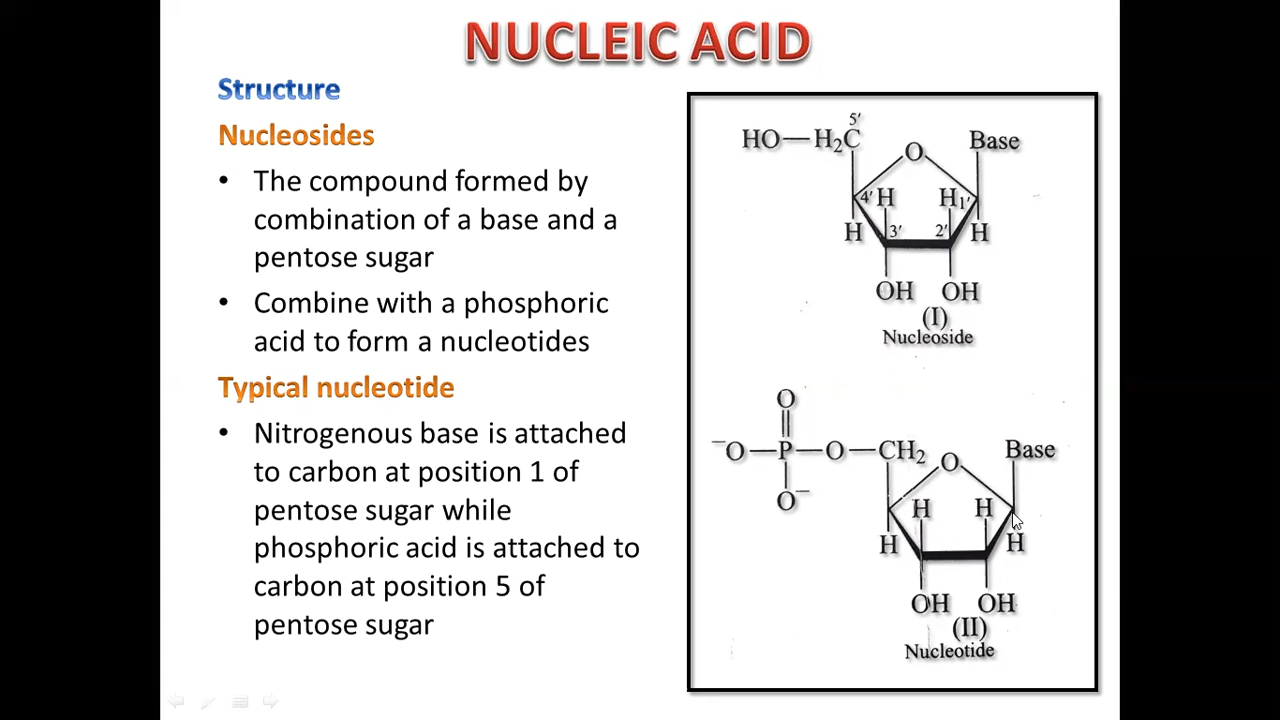 NUCLEIC ACID
Structure
Nucleosides
• The compound formed by
combination of a base and a
pentose sugar
• Combine with a phosphoric
acid to form a nucleotides
Typical nucleotide
• Nitrogenous base is attached
to carbon at position 1 of
pentose sugar while
phosphoric acid is attached to
carbon at position 5 of
pentose sugar
5′
HO—H₂C O Base
4′ H H 1′
H 3′ 2′ H
OH OH
(I)
Nucleoside
O
⁻O—P—O—CH₂ O Base
O⁻ H H
H H
OH OH
(II)
Nucleotide